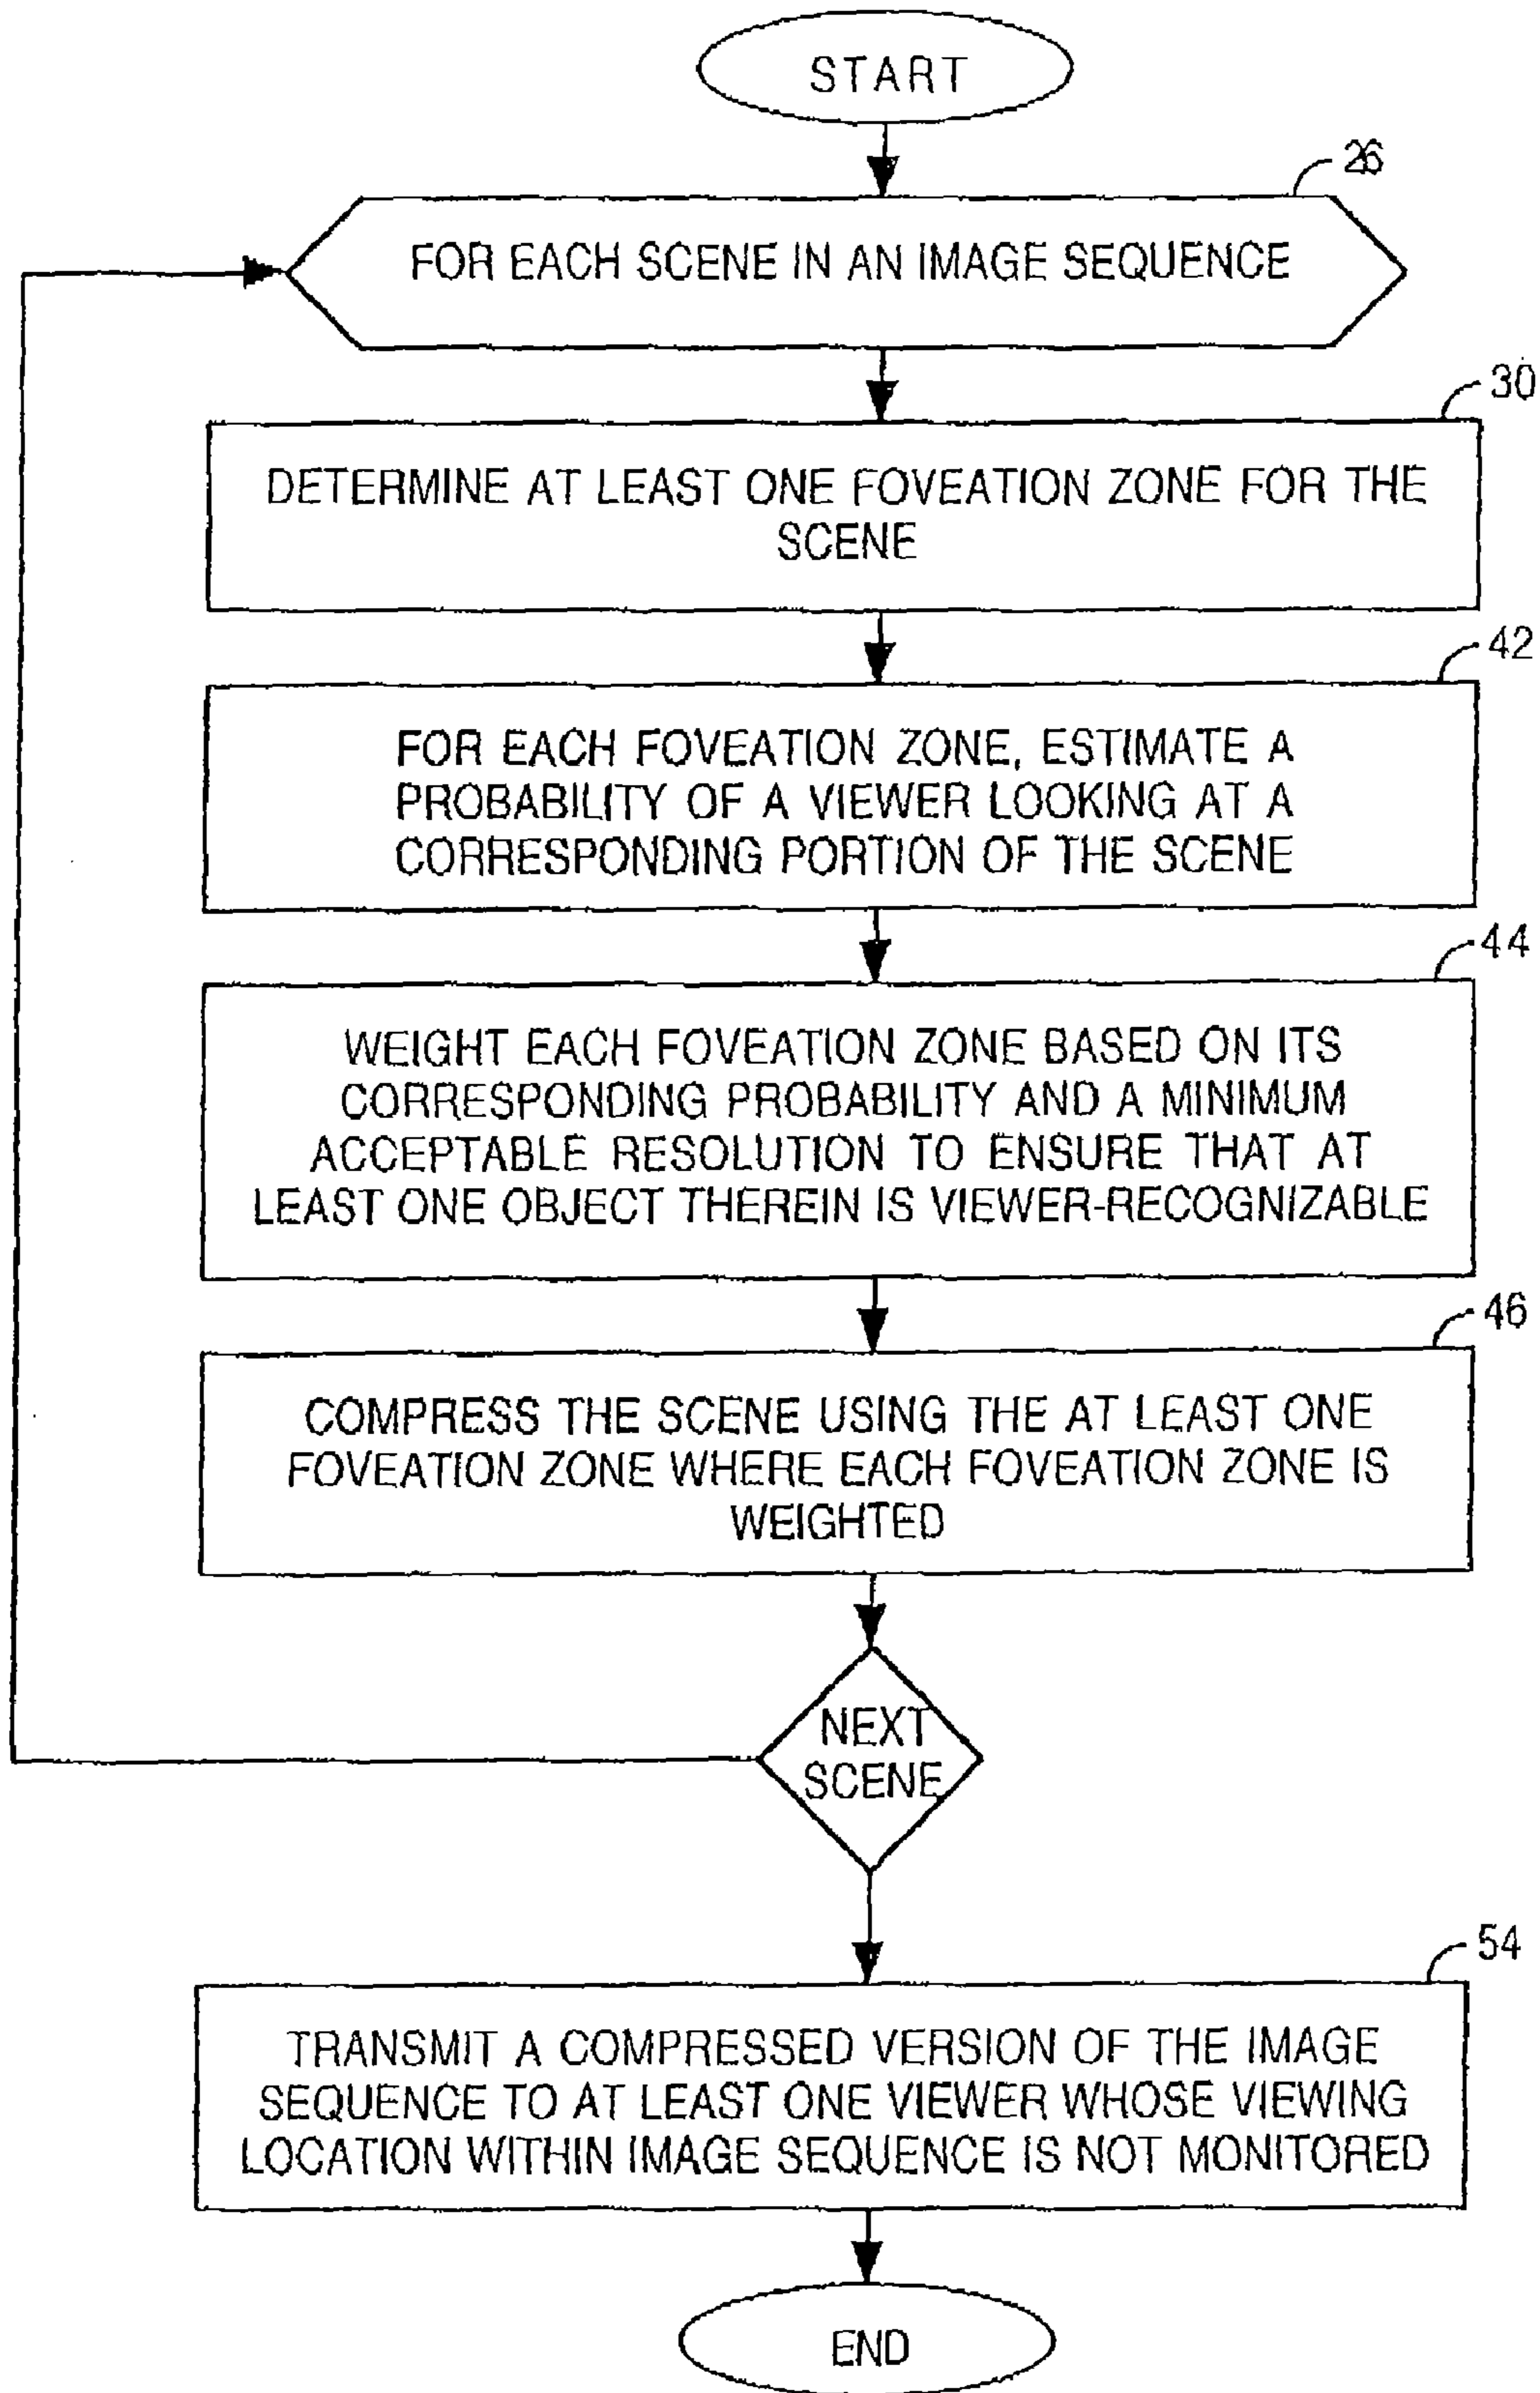 START
26
FOR EACH SCENE IN AN IMAGE SEQUENCE
30
DETERMINE AT LEAST ONE FOVEATION ZONE FOR THE
SCENE
42
FOR EACH FOVEATION ZONE, ESTIMATE A
PROBABILITY OF A VIEWER LOOKING AT A
CORRESPONDING PORTION OF THE SCENE
44
WEIGHT EACH FOVEATION ZONE BASED ON ITS
CORRESPONDING PROBABILITY AND A MINIMUM
ACCEPTABLE RESOLUTION TO ENSURE THAT AT
LEAST ONE OBJECT THEREIN IS VIEWER-RECOGNIZABLE
46
COMPRESS THE SCENE USING THE AT LEAST ONE
FOVEATION ZONE WHERE EACH FOVEATION ZONE IS
WEIGHTED
NEXT
SCENE
54
TRANSMIT A COMPRESSED VERSION OF THE IMAGE
SEQUENCE TO AT LEAST ONE VIEWER WHOSE VIEWING
LOCATION WITHIN IMAGE SEQUENCE IS NOT MONITORED
END